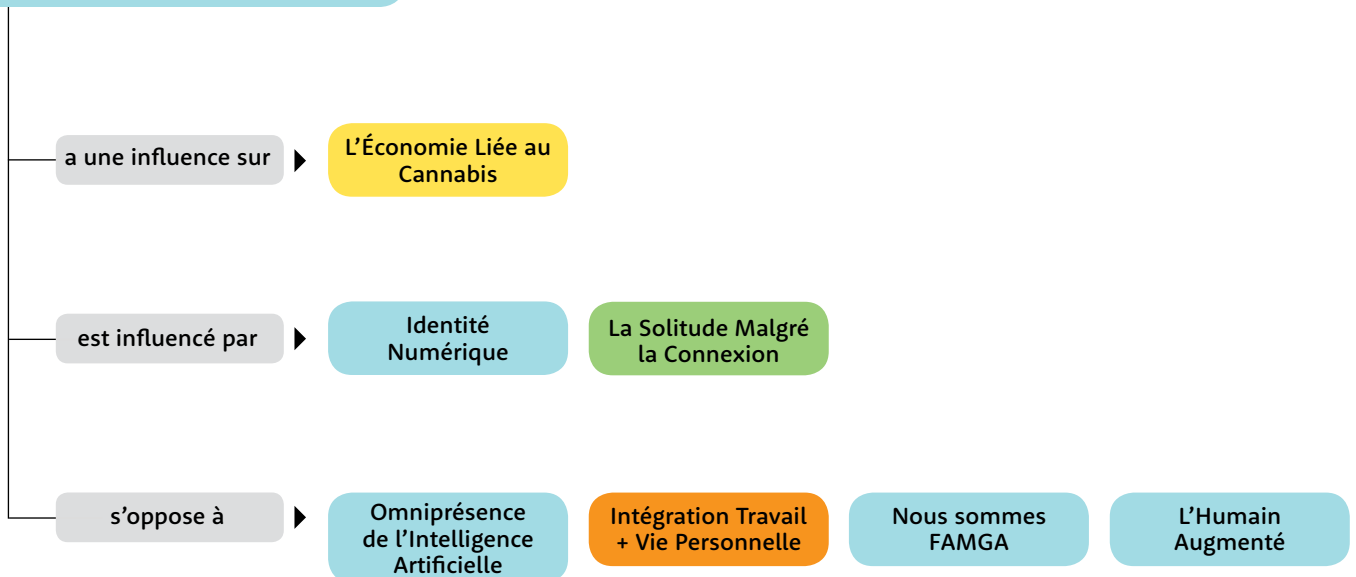 a une influence sur
L’Économie Liée au
Cannabis
est influencé par
Identité
Numérique
La Solitude Malgré
la Connexion
s’oppose à
Omniprésence
de l’Intelligence
Artificielle
Intégration Travail
+ Vie Personnelle
Nous sommes
FAMGA
L’Humain
Augmenté